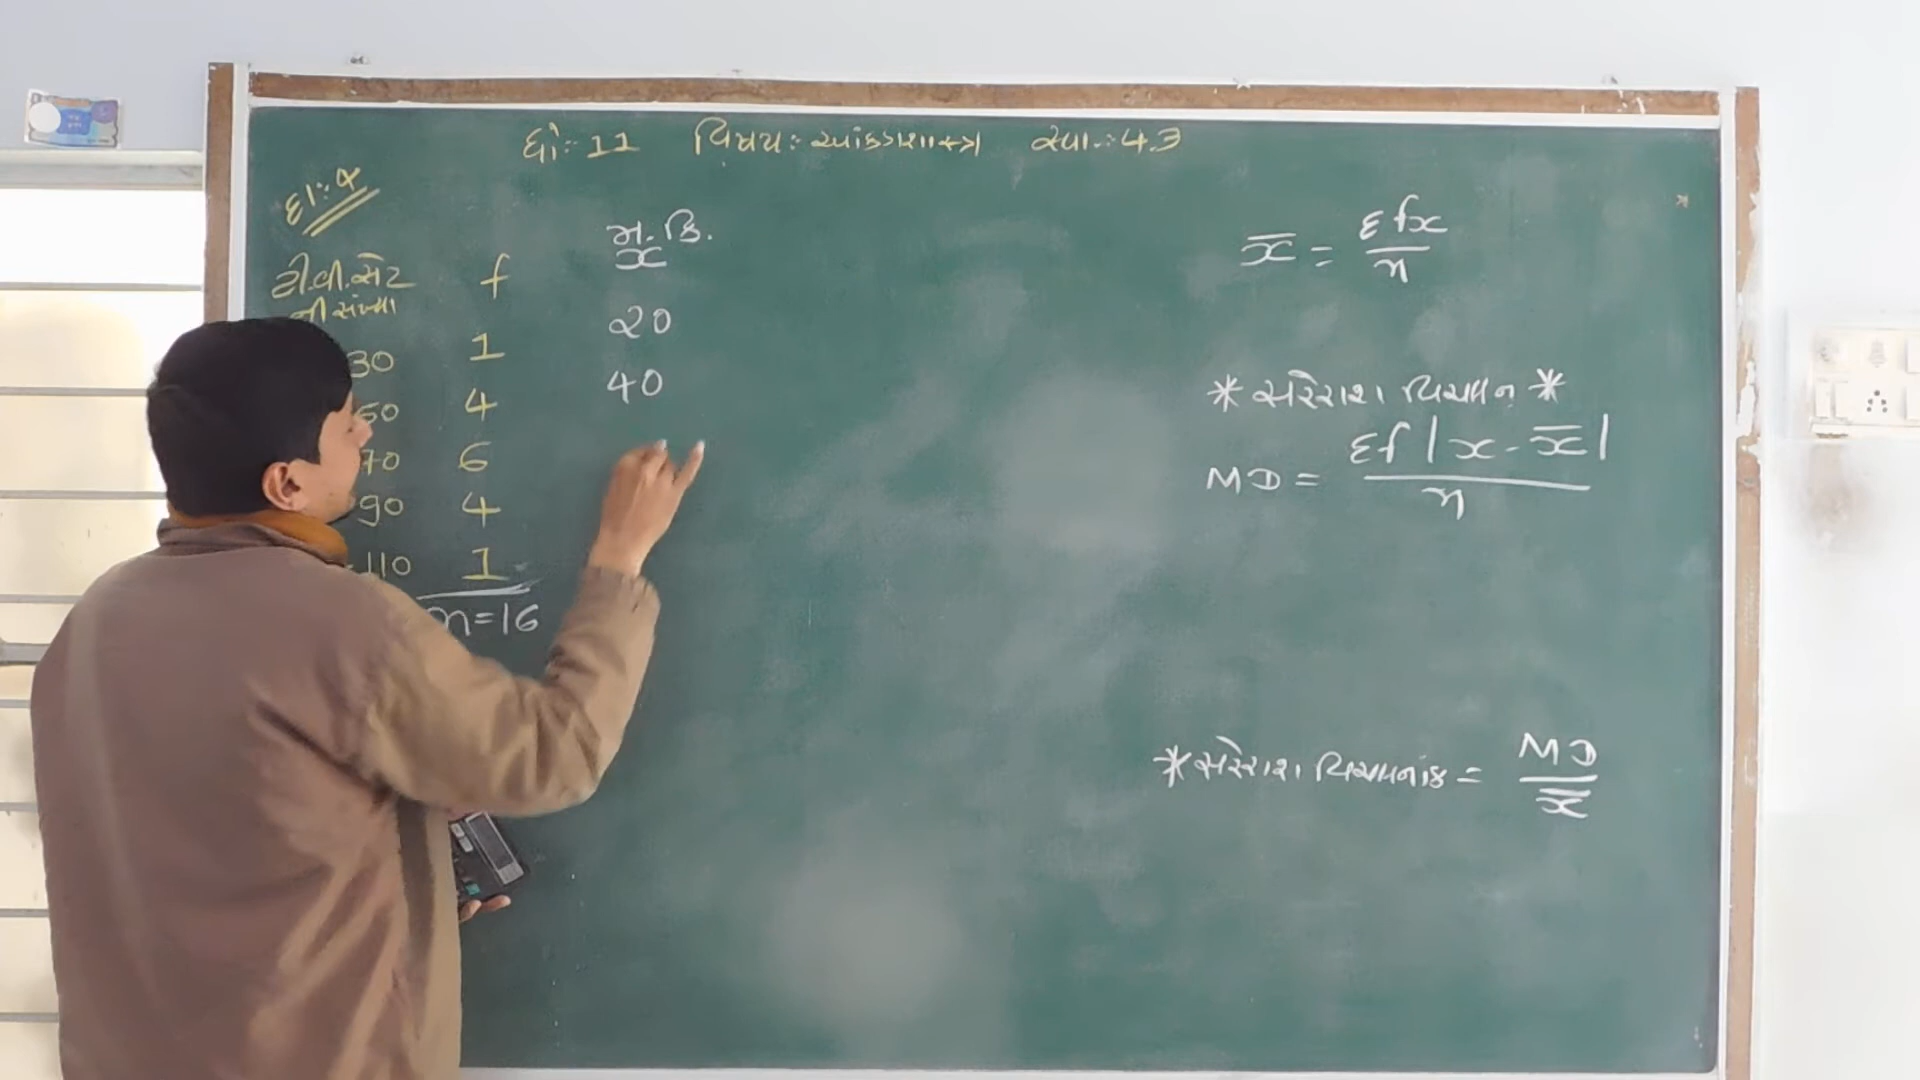 ધો:- 11 વિષય: આંકડાશાસ્ત્ર સ્વા.: 4.3
દા.: 4
ટી.વી.સેટ f મ.કિ.
ની સંખ્યા x
30 1 20
50 4 40
70 6
90 4
-110 1
n=16
x̄ = Σfx / n
* સરેરાશ વિચલન *
MD = Σf|x - x̄| / n
*સરેરાશ વિચલનાંક = MD / x̄